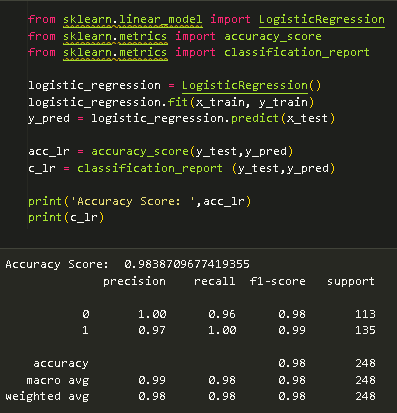 from sklearn.linear_model import LogisticRegression
from sklearn.metrics import accuracy_score
from sklearn.metrics import classification_report
logistic_regression = LogisticRegression()
logistic_regression.fit(x_train, y_train)
y_pred = logistic_regression.predict(x_test)
acc_lr = accuracy_score(y_test,y_pred)
c_lr = classification_report (y_test,y_pred)
print('Accuracy Score: ',acc_lr)
print(c_lr)
Accuracy Score:  0.9838709677419355
precision recall f1-score support
0 1.00 0.96 0.98 113
1 0.97 1.00 0.99 135
accuracy 0.98 248
macro avg 0.99 0.98 0.98 248
weighted avg 0.98 0.98 0.98 248